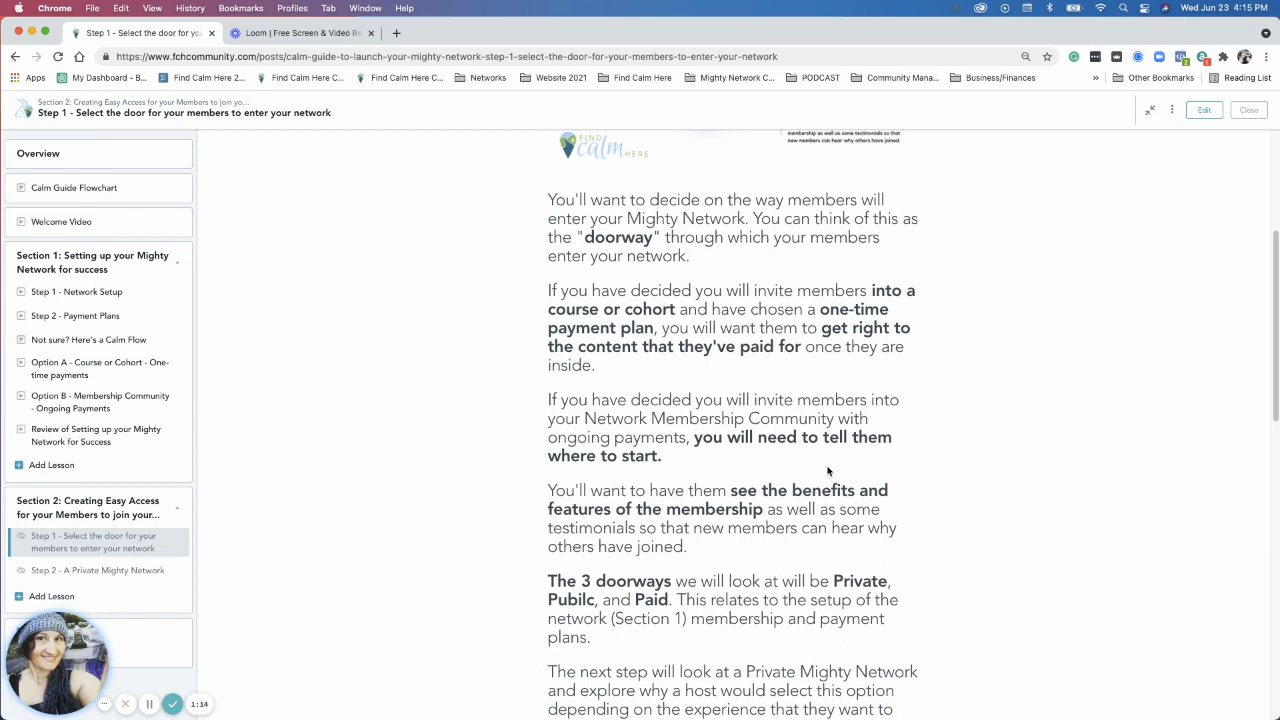 Chrome File Edit View History Bookmarks Profiles Tab Window Help
Wed Jun 23 4:15 PM
Step 1 - Select the door for yo
Loom | Free Screen & Video Re
https://www.fchcommunity.com/posts/calm-guide-to-launch-your-mighty-network-step-1-select-the-door-for-your-members-to-enter-your-network
Apps
My Dashboard - B...
Find Calm Here 2...
Find Calm Here C...
Find Calm Here C...
Networks
Website 2021
Find Calm Here
Mighty Network C...
PODCAST
Community Mana...
Business/Finances
»
Other Bookmarks
Reading List
Section 2: Creating Easy Access for your Members to join yo...
Step 1 - Select the door for your members to enter your network
Edit
Close
Overview
Calm Guide Flowchart
Welcome Video
Section 1: Setting up your Mighty
Network for success
Step 1 - Network Setup
Step 2 - Payment Plans
Not sure? Here's a Calm Flow
Option A - Course or Cohort - One-
time payments
Option B - Membership Community
- Ongoing Payments
Review of Setting up your Mighty
Network for Success
Add Lesson
Section 2: Creating Easy Access
for your Members to join your...
Step 1 - Select the door for your
members to enter your network
Step 2 - A Private Mighty Network
Add Lesson
1:14
FIND
calm HERE
membership as well as some testimonials so that
new members can hear why others have joined.
You'll want to decide on the way members will
enter your Mighty Network. You can think of this as
the "doorway" through which your members
enter your network.
If you have decided you will invite members into a
course or cohort and have chosen a one-time
payment plan, you will want them to get right to
the content that they've paid for once they are
inside.
If you have decided you will invite members into
your Network Membership Community with
ongoing payments, you will need to tell them
where to start.
You'll want to have them see the benefits and
features of the membership as well as some
testimonials so that new members can hear why
others have joined.
The 3 doorways we will look at will be Private,
Pubilc, and Paid. This relates to the setup of the
network (Section 1) membership and payment
plans.
The next step will look at a Private Mighty Network
and explore why a host would select this option
depending on the experience that they want to